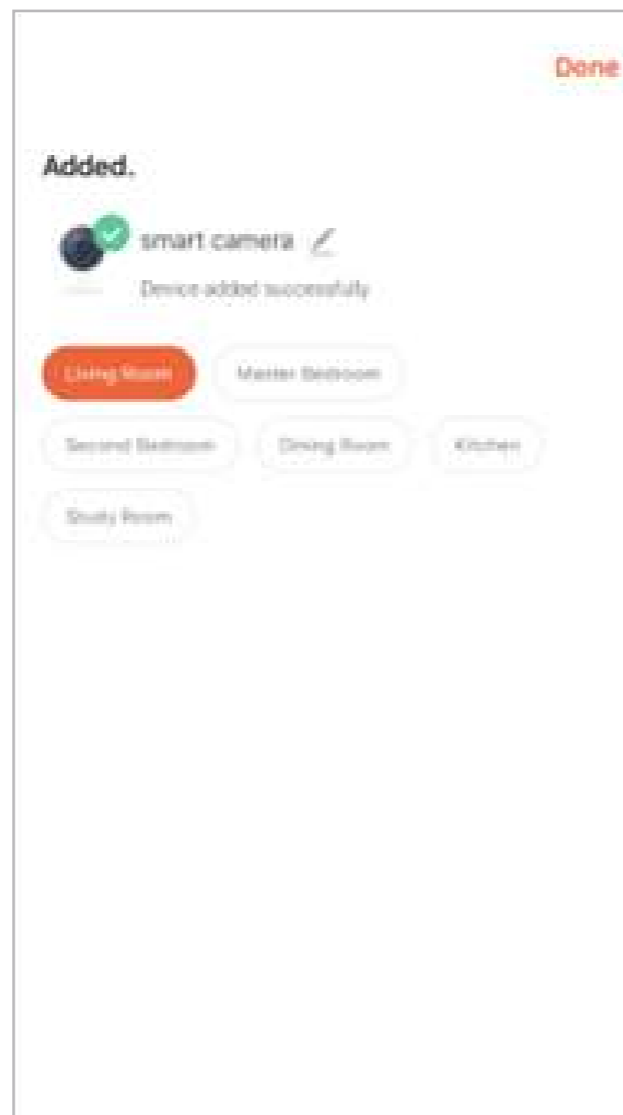 Done
Added.
smart camera
Device added successfully
Living Room Master Bedroom
Second Bedroom Dining Room Kitchen
Study Room